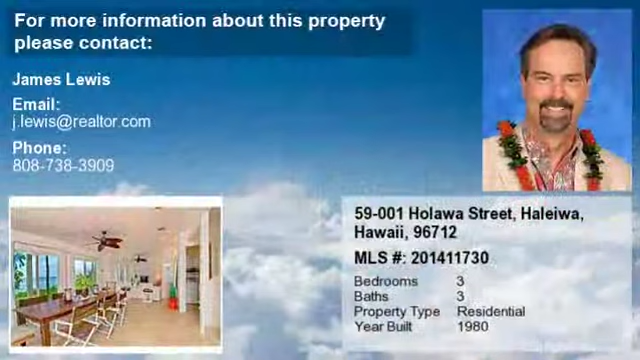 For more information about this property
please contact:
James Lewis
Email:
j.lewis@realtor.com
Phone:
808-738-3909
59-001 Holawa Street, Haleiwa,
Hawaii, 96712
MLS #: 201411730
Bedrooms 3
Baths 3
Property Type Residential
Year Built 1980